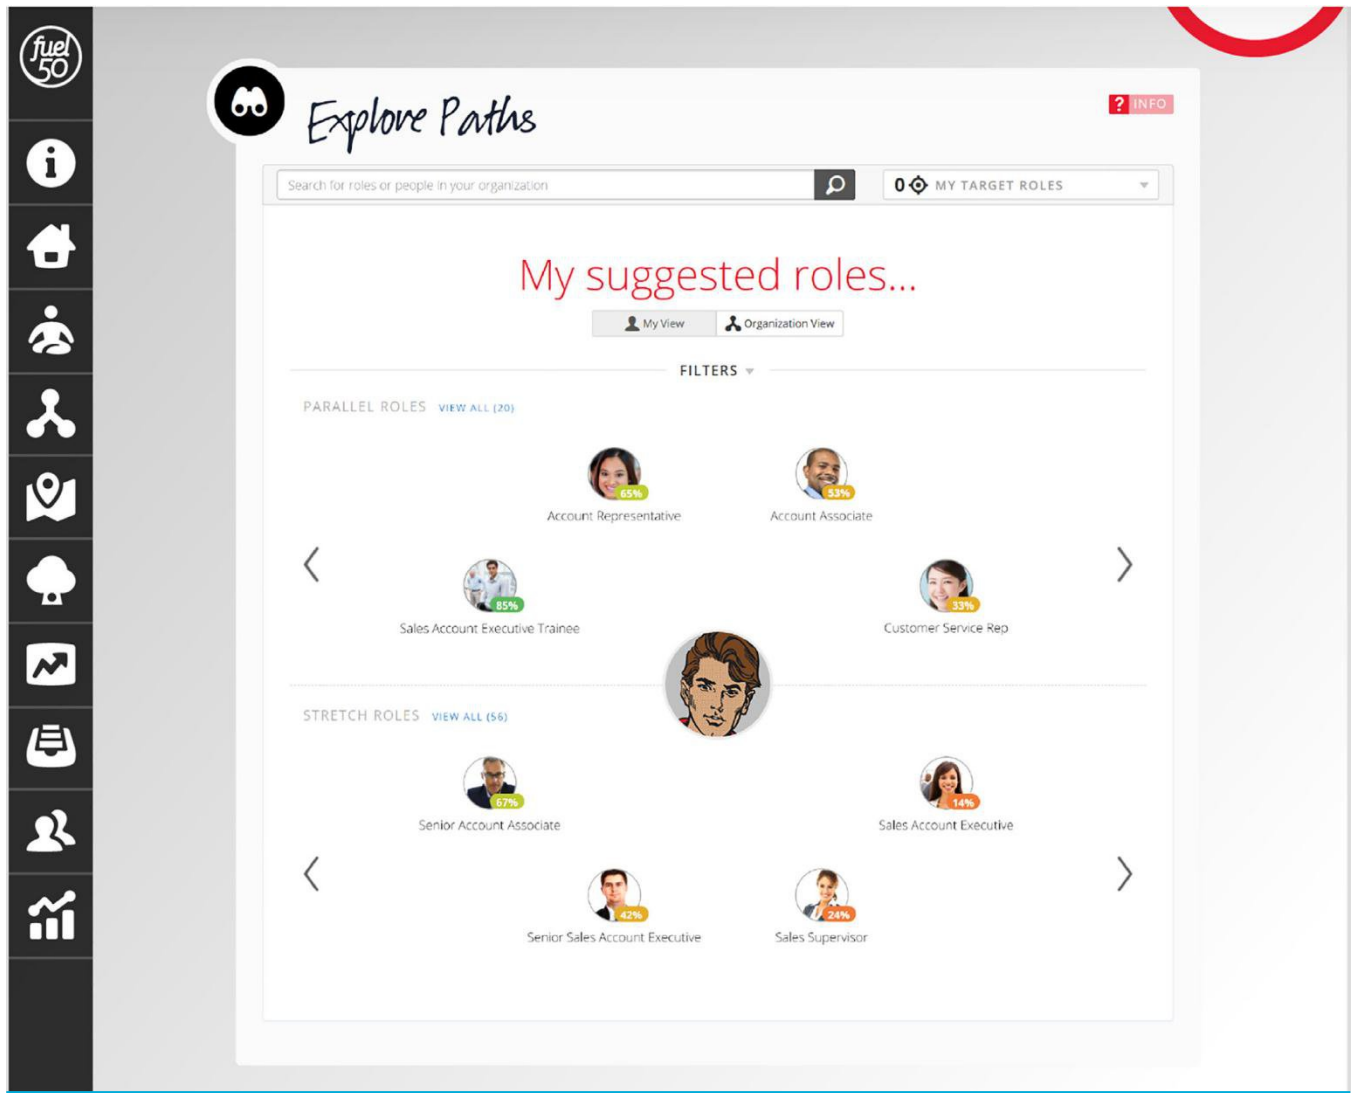 fuel
50
Explore Paths
? INFO
Search for roles or people in your organization
0 MY TARGET ROLES
My suggested roles...
My View
Organization View
FILTERS
PARALLEL ROLES VIEW ALL (20)
65%
53%
Account Representative
Account Associate
85%
33%
Sales Account Executive Trainee
Customer Service Rep
STRETCH ROLES VIEW ALL (56)
67%
14%
Senior Account Associate
Sales Account Executive
42%
24%
Senior Sales Account Executive
Sales Supervisor